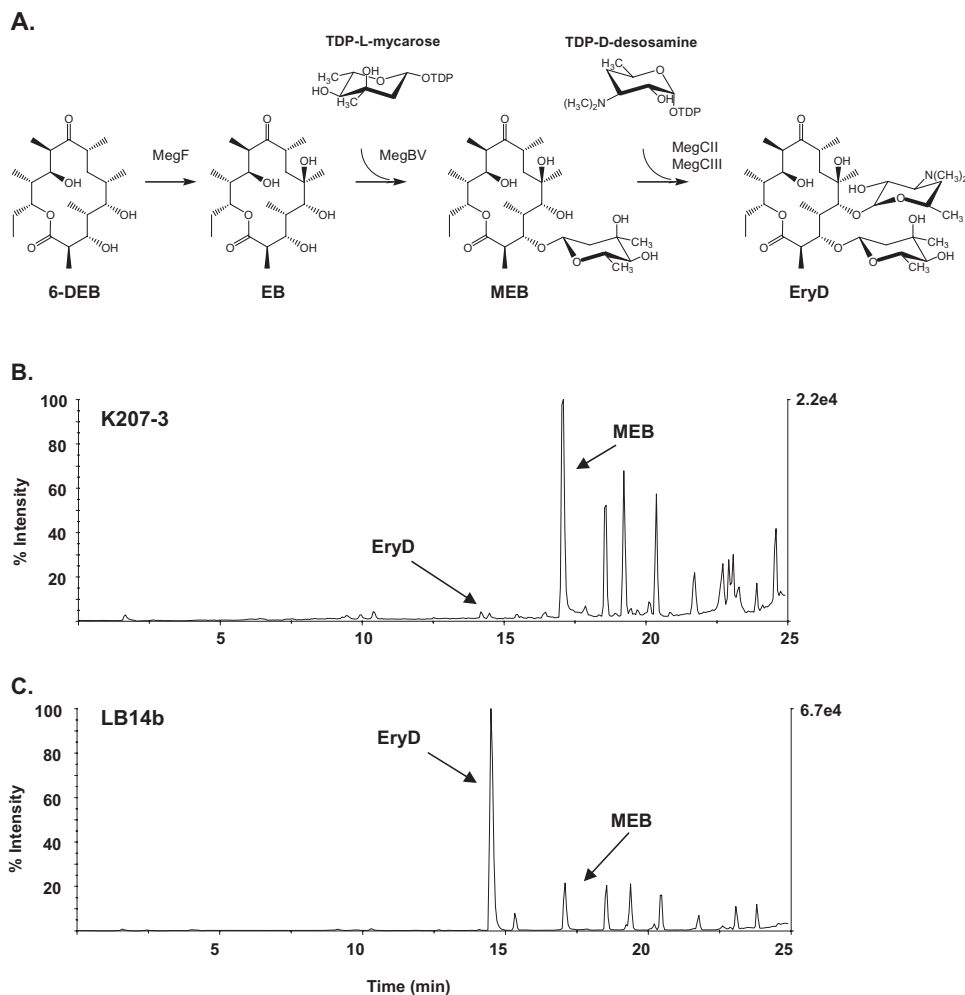 A.
TDP-L-mycarose
TDP-D-desosamine
H3C OH O OTDP
HO H3C
H3C O
(H3C)2N OH OTDP
O OH O O
MegF
O OH OH O OH O OH
MegBV
O OH OH O OH O O OH CH3 O OH H3C
MegCII
MegCIII
O OH OH HO N(CH3)2 O O CH3 OH O O O CH3 O OH H3C
6-DEB
EB
MEB
EryD
B.
K207-3
100
80
60
40
20
% Intensity
2.2e4
MEB
EryD
5 10 15 20 25
C.
LB14b
100
80
60
40
20
% Intensity
6.7e4
EryD
MEB
5 10 15 20 25
Time (min)